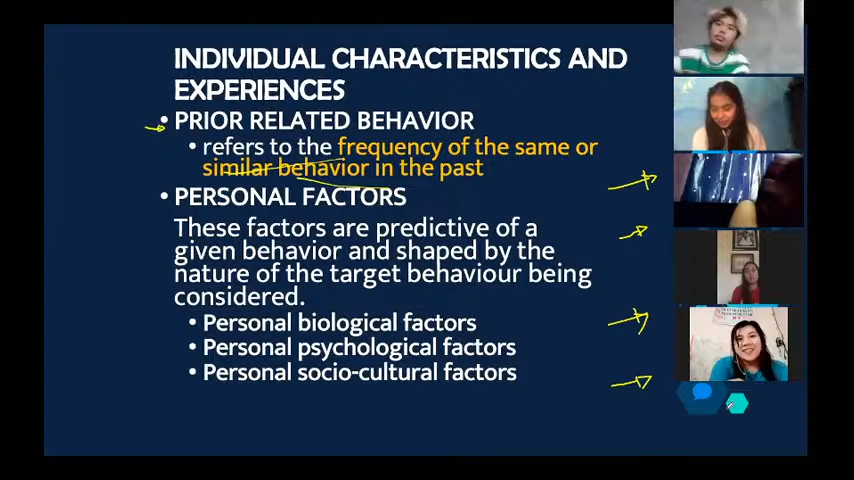 INDIVIDUAL CHARACTERISTICS AND
EXPERIENCES
• PRIOR RELATED BEHAVIOR
• refers to the frequency of the same or
similar behavior in the past
• PERSONAL FACTORS
These factors are predictive of a
given behavior and shaped by the
nature of the target behaviour being
considered.
• Personal biological factors
• Personal psychological factors
• Personal socio-cultural factors